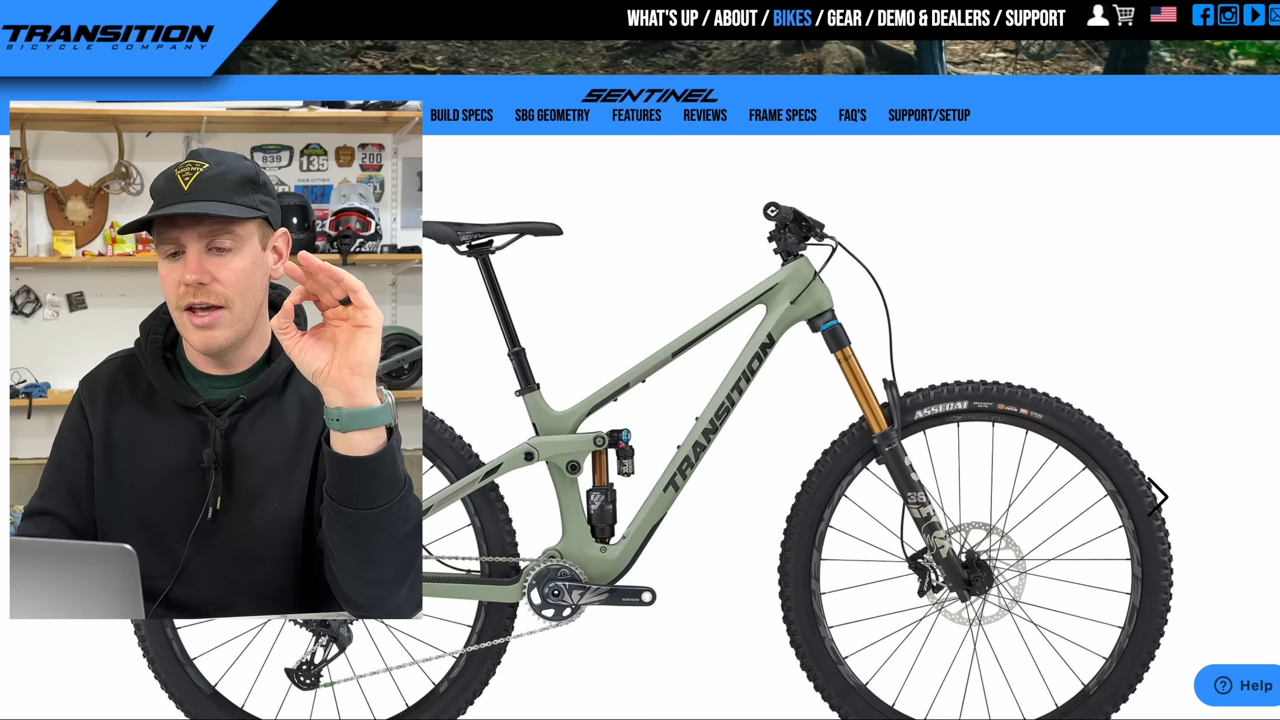 WHAT'S UP / ABOUT / BIKES / GEAR / DEMO & DEALERS / SUPPORT
TRANSITION
BICYCLE COMPANY
SENTINEL
BUILD SPECS SBG GEOMETRY FEATURES REVIEWS FRAME SPECS FAQ'S SUPPORT/SETUP
839
135
200
TRANSITION
ASSEGAI
36
Help